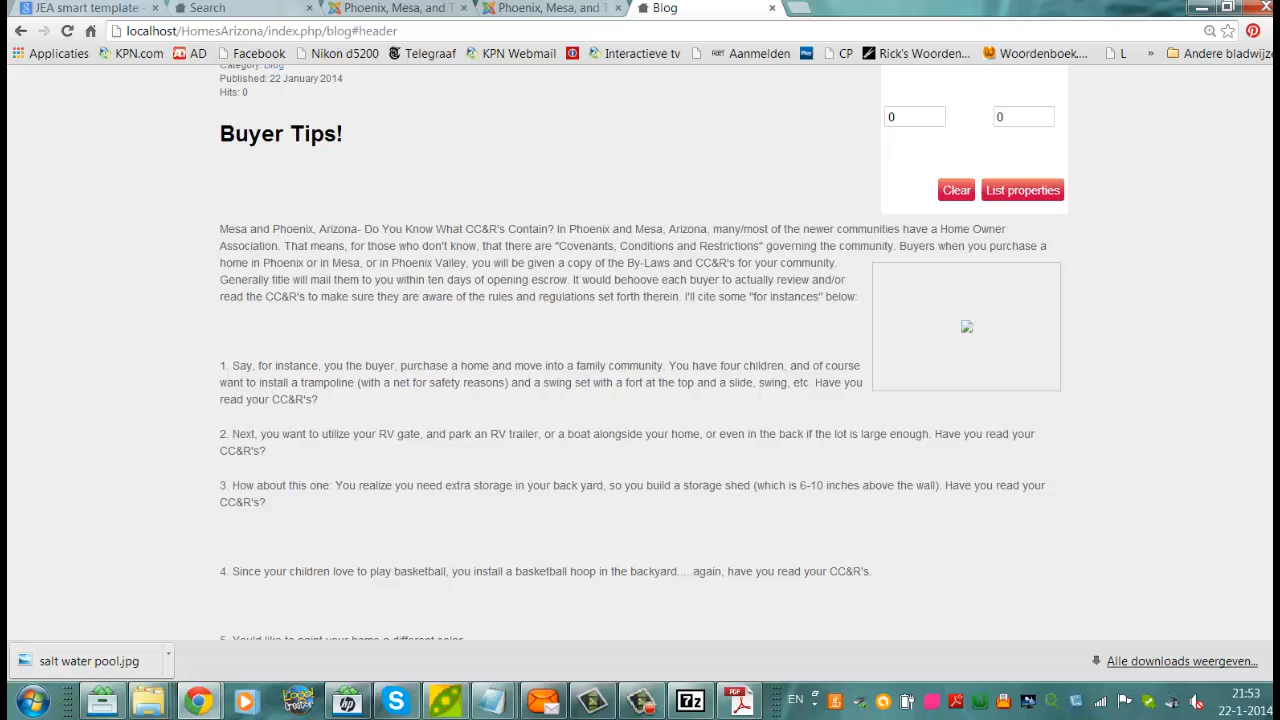 JEA smart template -
Search
Phoenix, Mesa, and T
Phoenix, Mesa, and T
Blog
localhost/HomesArizona/index.php/blog#header
Applicaties
KPN.com
AD
Facebook
Nikon d5200
Telegraaf
KPN Webmail
Interactieve tv
Aanmelden
CP
Rick's Woorden...
Woordenboek....
L
»
Andere bladwijze
Category: Blog
Published: 22 January 2014
Hits: 0
Buyer Tips!
0
0
Clear
List properties
Mesa and Phoenix, Arizona- Do You Know What CC&R's Contain? In Phoenix and Mesa, Arizona, many/most of the newer communities have a Home Owner
Association. That means, for those who don't know, that there are "Covenants, Conditions and Restrictions" governing the community. Buyers when you purchase a
home in Phoenix or in Mesa, or in Phoenix Valley, you will be given a copy of the By-Laws and CC&R's for your community.
Generally title will mail them to you within ten days of opening escrow. It would behoove each buyer to actually review and/or
read the CC&R's to make sure they are aware of the rules and regulations set forth therein. I'll cite some "for instances" below:
1. Say, for instance, you the buyer, purchase a home and move into a family community. You have four children, and of course
want to install a trampoline (with a net for safety reasons) and a swing set with a fort at the top and a slide, swing, etc. Have you
read your CC&R's?
2. Next, you want to utilize your RV gate, and park an RV trailer, or a boat alongside your home, or even in the back if the lot is large enough. Have you read your
CC&R's?
3. How about this one: You realize you need extra storage in your back yard, so you build a storage shed (which is 6-10 inches above the wall). Have you read your
CC&R's?
4. Since your children love to play basketball, you install a basketball hoop in the backyard.....again, have you read your CC&R's.
5. You'd like to paint your home a different color
salt water pool.jpg
Alle downloads weergeven...
EN
21:53
22-1-2014